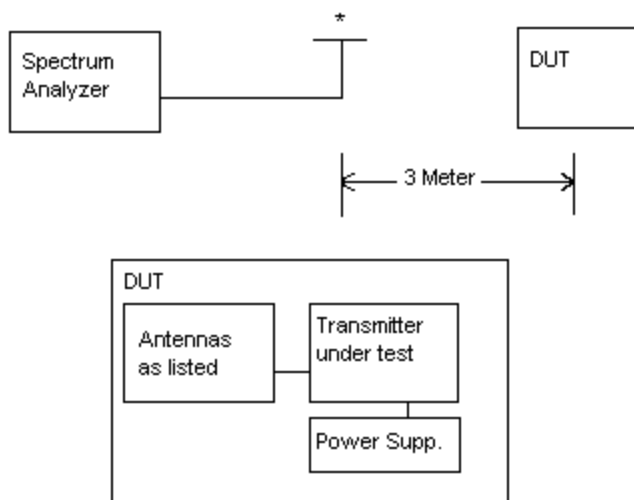 *
Spectrum
Analyzer
DUT
3 Meter
DUT
Antennas
as listed
Transmitter
under test
Power Supp.